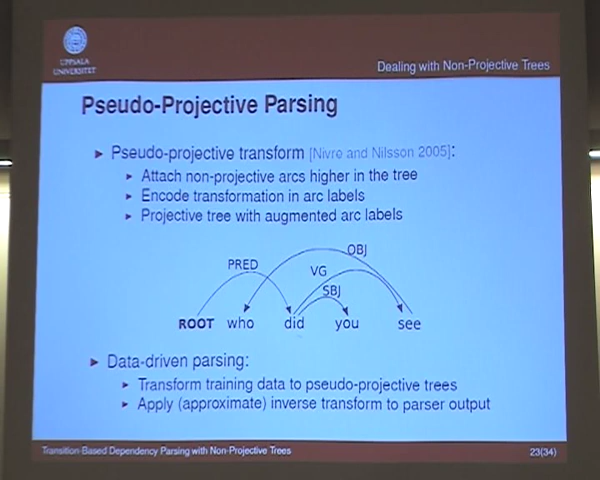 UPPSALA
UNIVERSITET
Dealing with Non-Projective Trees
Pseudo-Projective Parsing
Pseudo-projective transform [Nivre and Nilsson 2005]:
Attach non-projective arcs higher in the tree
Encode transformation in arc labels
Projective tree with augmented arc labels
OBJ
PRED
VG
SBJ
ROOT who did you see
Data-driven parsing:
Transform training data to pseudo-projective trees
Apply (approximate) inverse transform to parser output
Transition-Based Dependency Parsing with Non-Projective Trees
23(34)